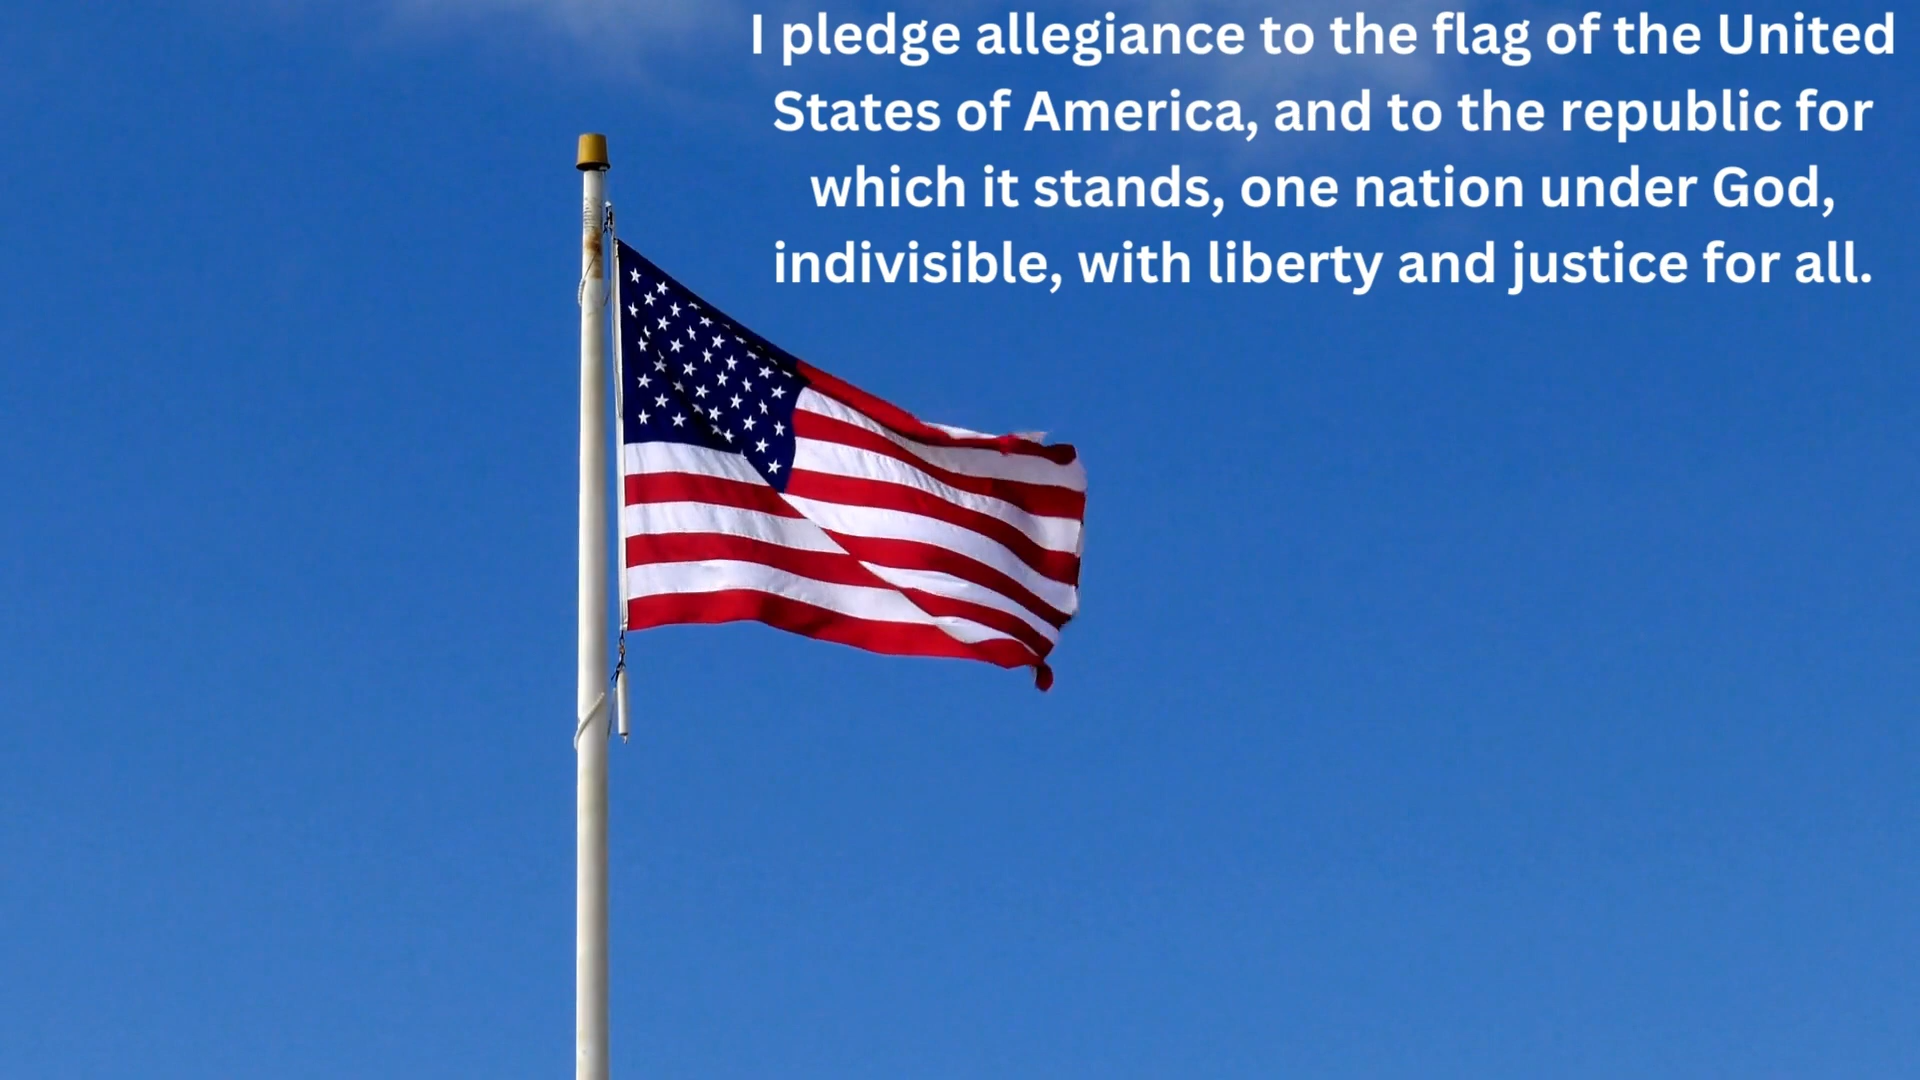 I pledge allegiance to the flag of the United
States of America, and to the republic for
which it stands, one nation under God,
indivisible, with liberty and justice for all.